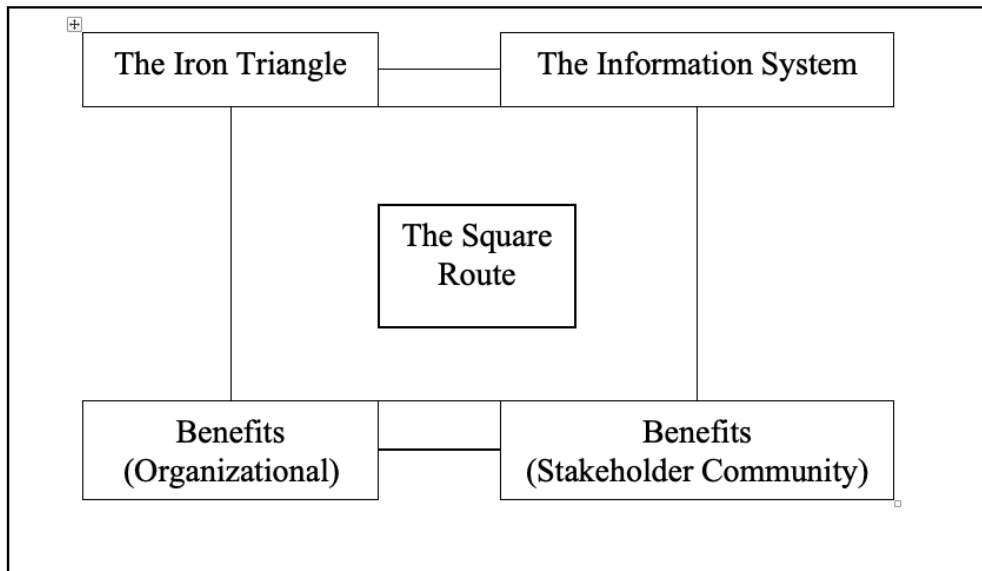 The Iron Triangle
The Information System
The Square
Route
Benefits
(Organizational)
Benefits
(Stakeholder Community)